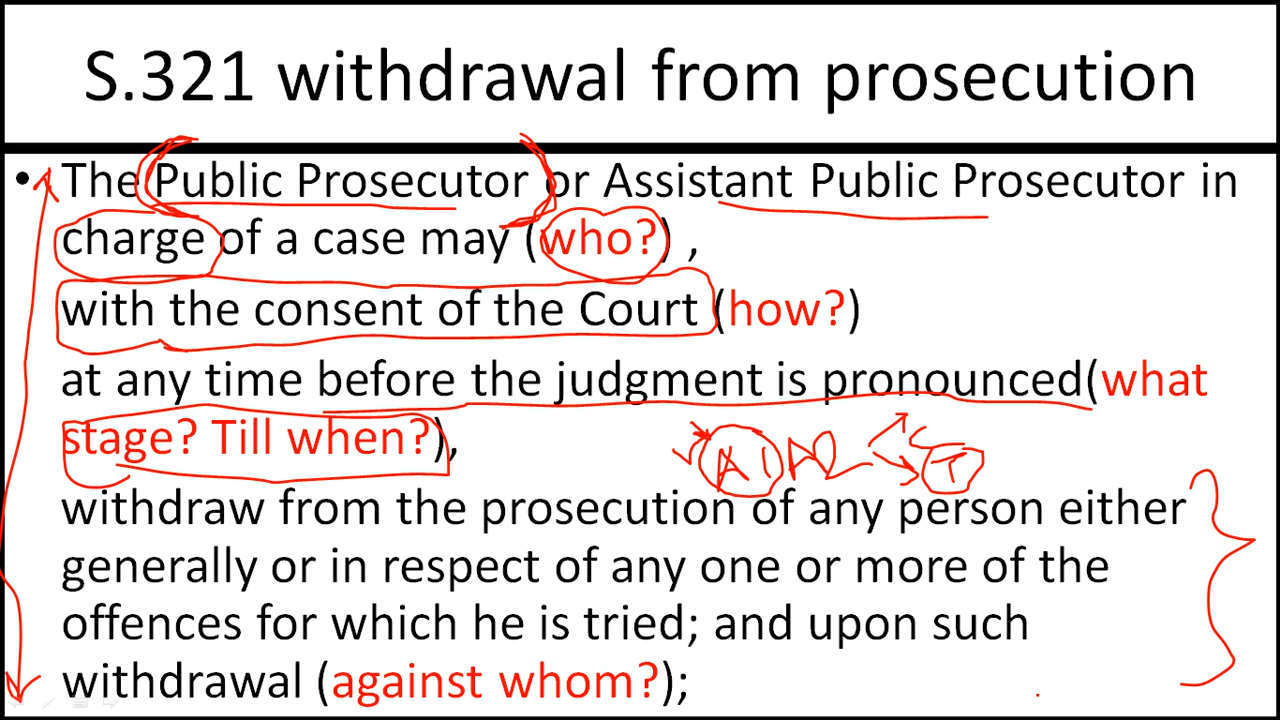 S.321 withdrawal from prosecution
• The Public Prosecutor or Assistant Public Prosecutor in
charge of a case may (who?) ,
with the consent of the Court (how?)
at any time before the judgment is pronounced(what
stage? Till when?),
A1 A2 T
withdraw from the prosecution of any person either
generally or in respect of any one or more of the
offences for which he is tried; and upon such
withdrawal (against whom?);